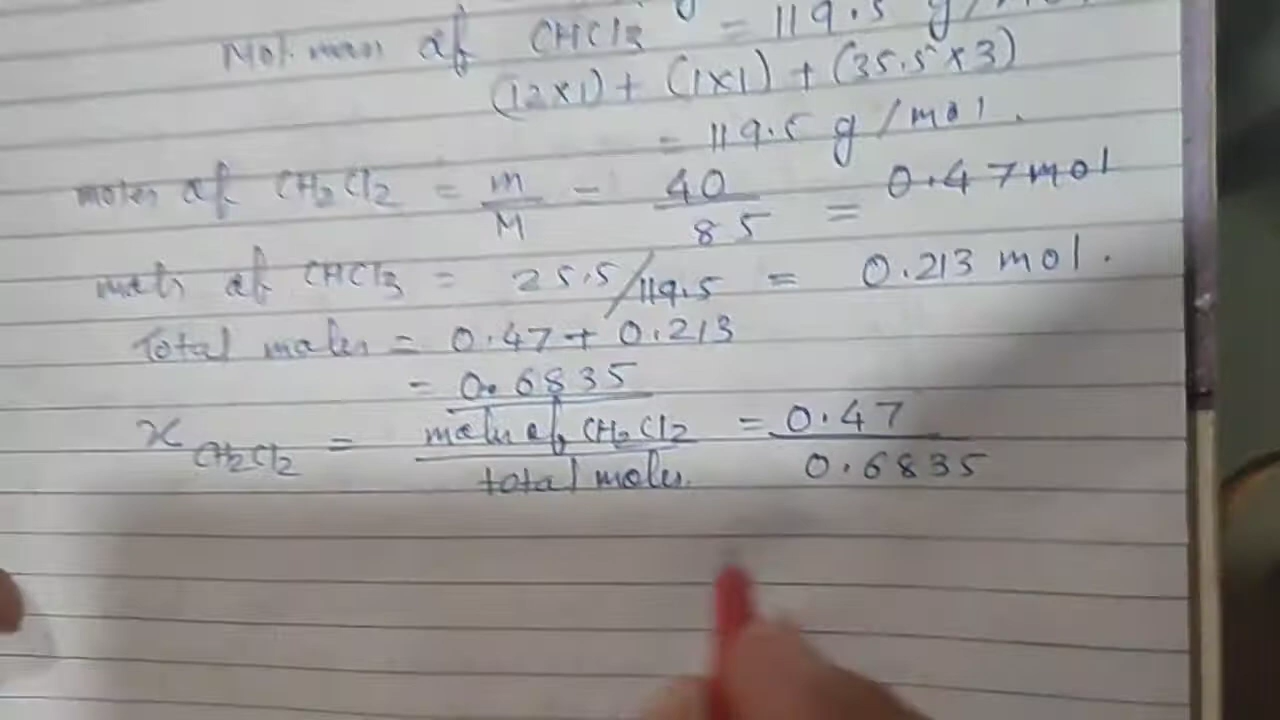 Mol. mass of CHCl3 = 119.5 g/mol
(12×1) + (1×1) + (35.5×3)
= 119.5 g/mol.
moles of CH2Cl2 = m/M = 40/85 = 0.47 mol
mols of CHCl3 = 25.5/119.5 = 0.213 mol.
Total moles = 0.47 + 0.213
= 0.6835
x CH2Cl2 = moles of CH2Cl2/total moles. = 0.47/0.6835